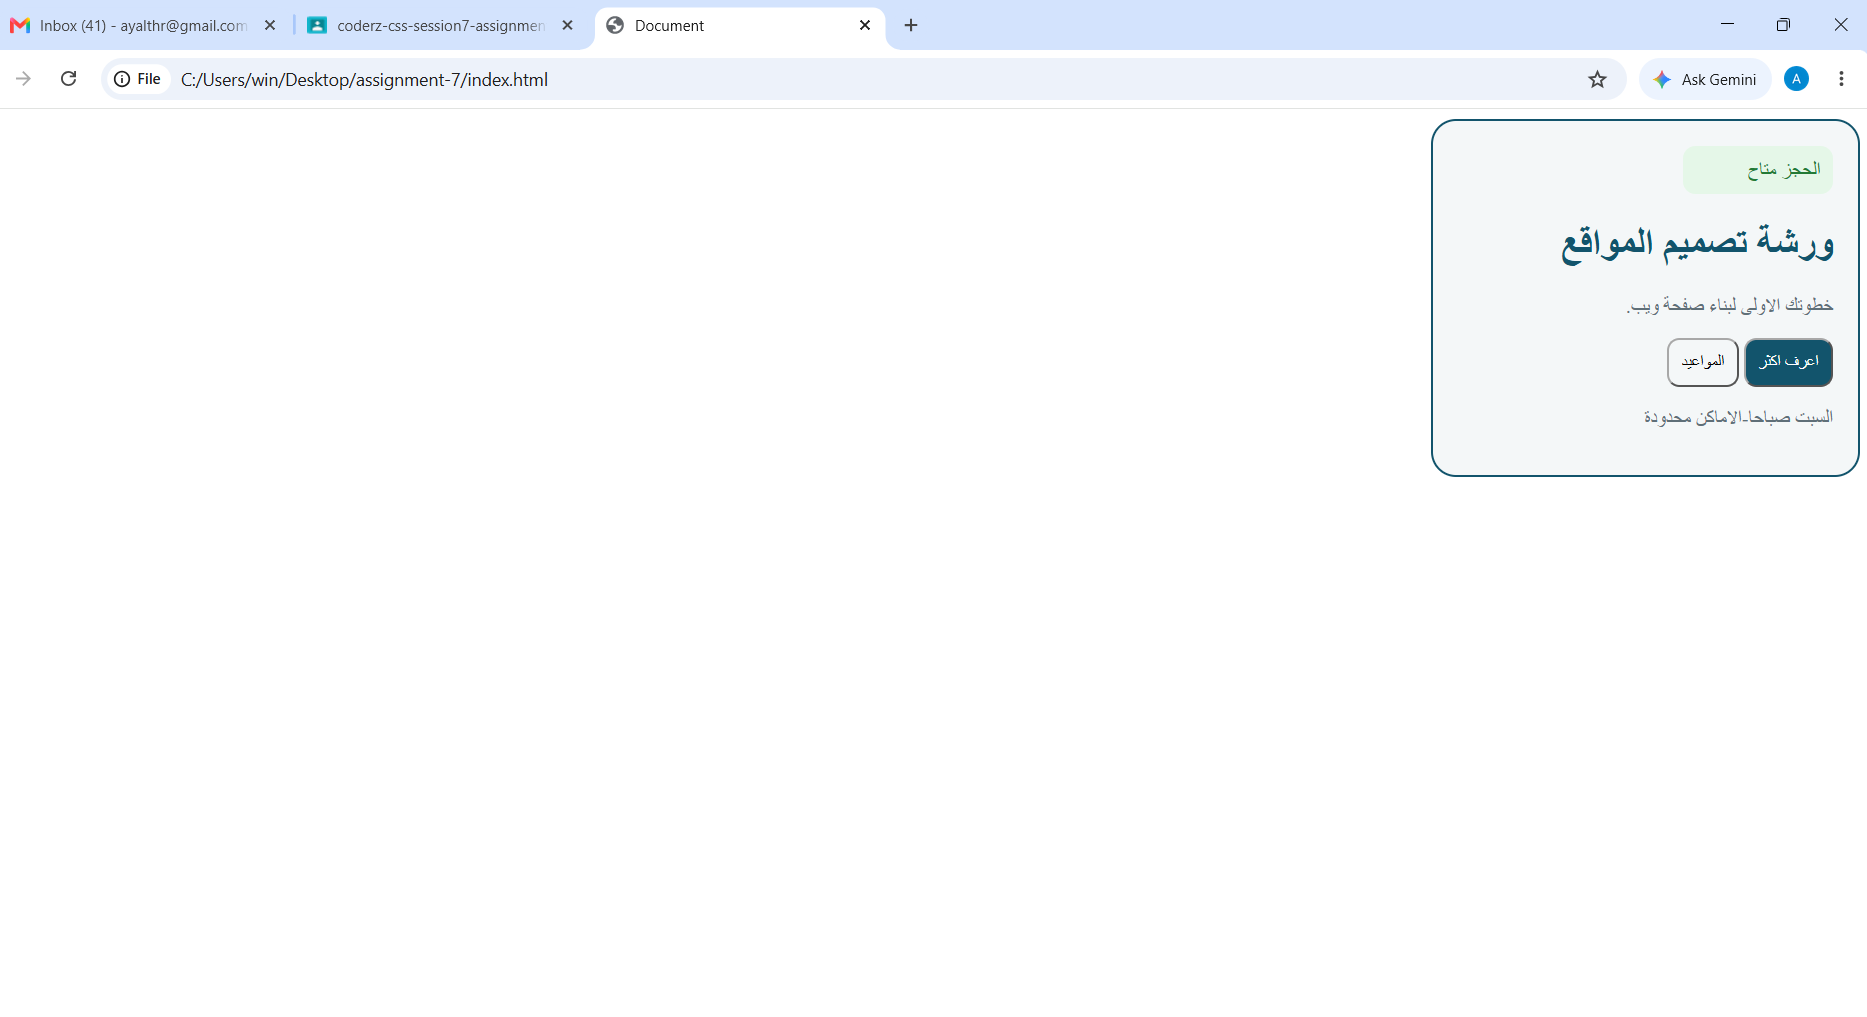 Inbox (41) - ayalthr@gmail.com
coderz-css-session7-assignmen
Document
File
C:/Users/win/Desktop/assignment-7/index.html
Ask Gemini
A
الحجز متاح
ورشة تصميم المواقع
خطوتك الاولى لبناء صفحة ويب.
اعرف اكثر
المواعيد
السبت صباحا-الاماكن محدودة